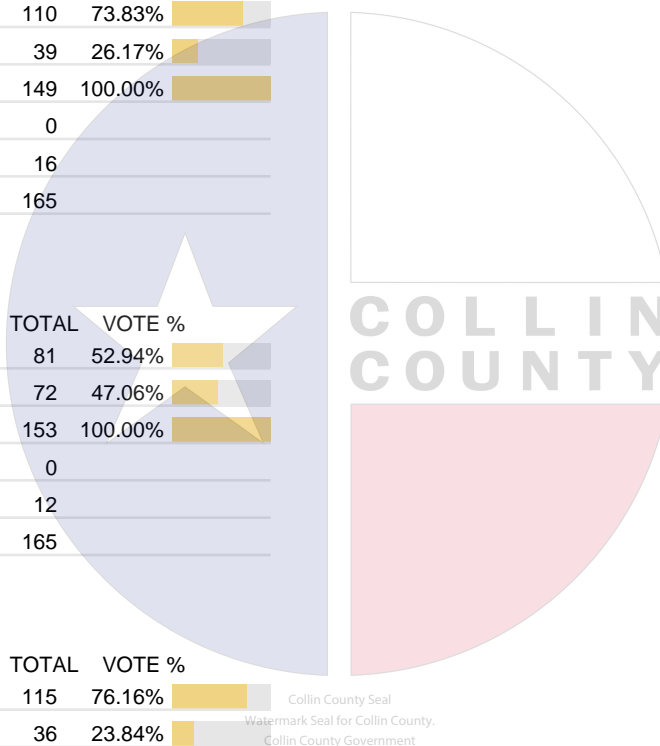 110 73.83%
39 26.17%
149 100.00%
0
16
165
TOTAL VOTE %
81 52.94%
72 47.06%
153 100.00%
0
12
165
COLLIN
COUNTY
TOTAL VOTE %
115 76.16%
36 23.84%
Collin County Seal
Watermark Seal for Collin County.
Collin County Government